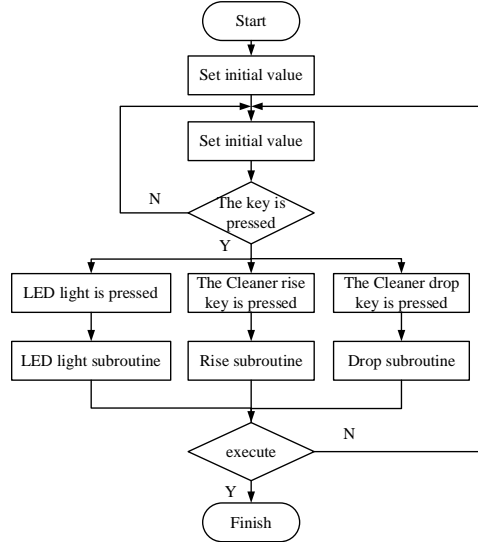 Start
Set initial value
Set initial value
The key is
pressed
N
Y
LED light is pressed
The Cleaner rise
key is pressed
The Cleaner drop
key is pressed
LED light subroutine
Rise subroutine
Drop subroutine
execute
N
Y
Finish